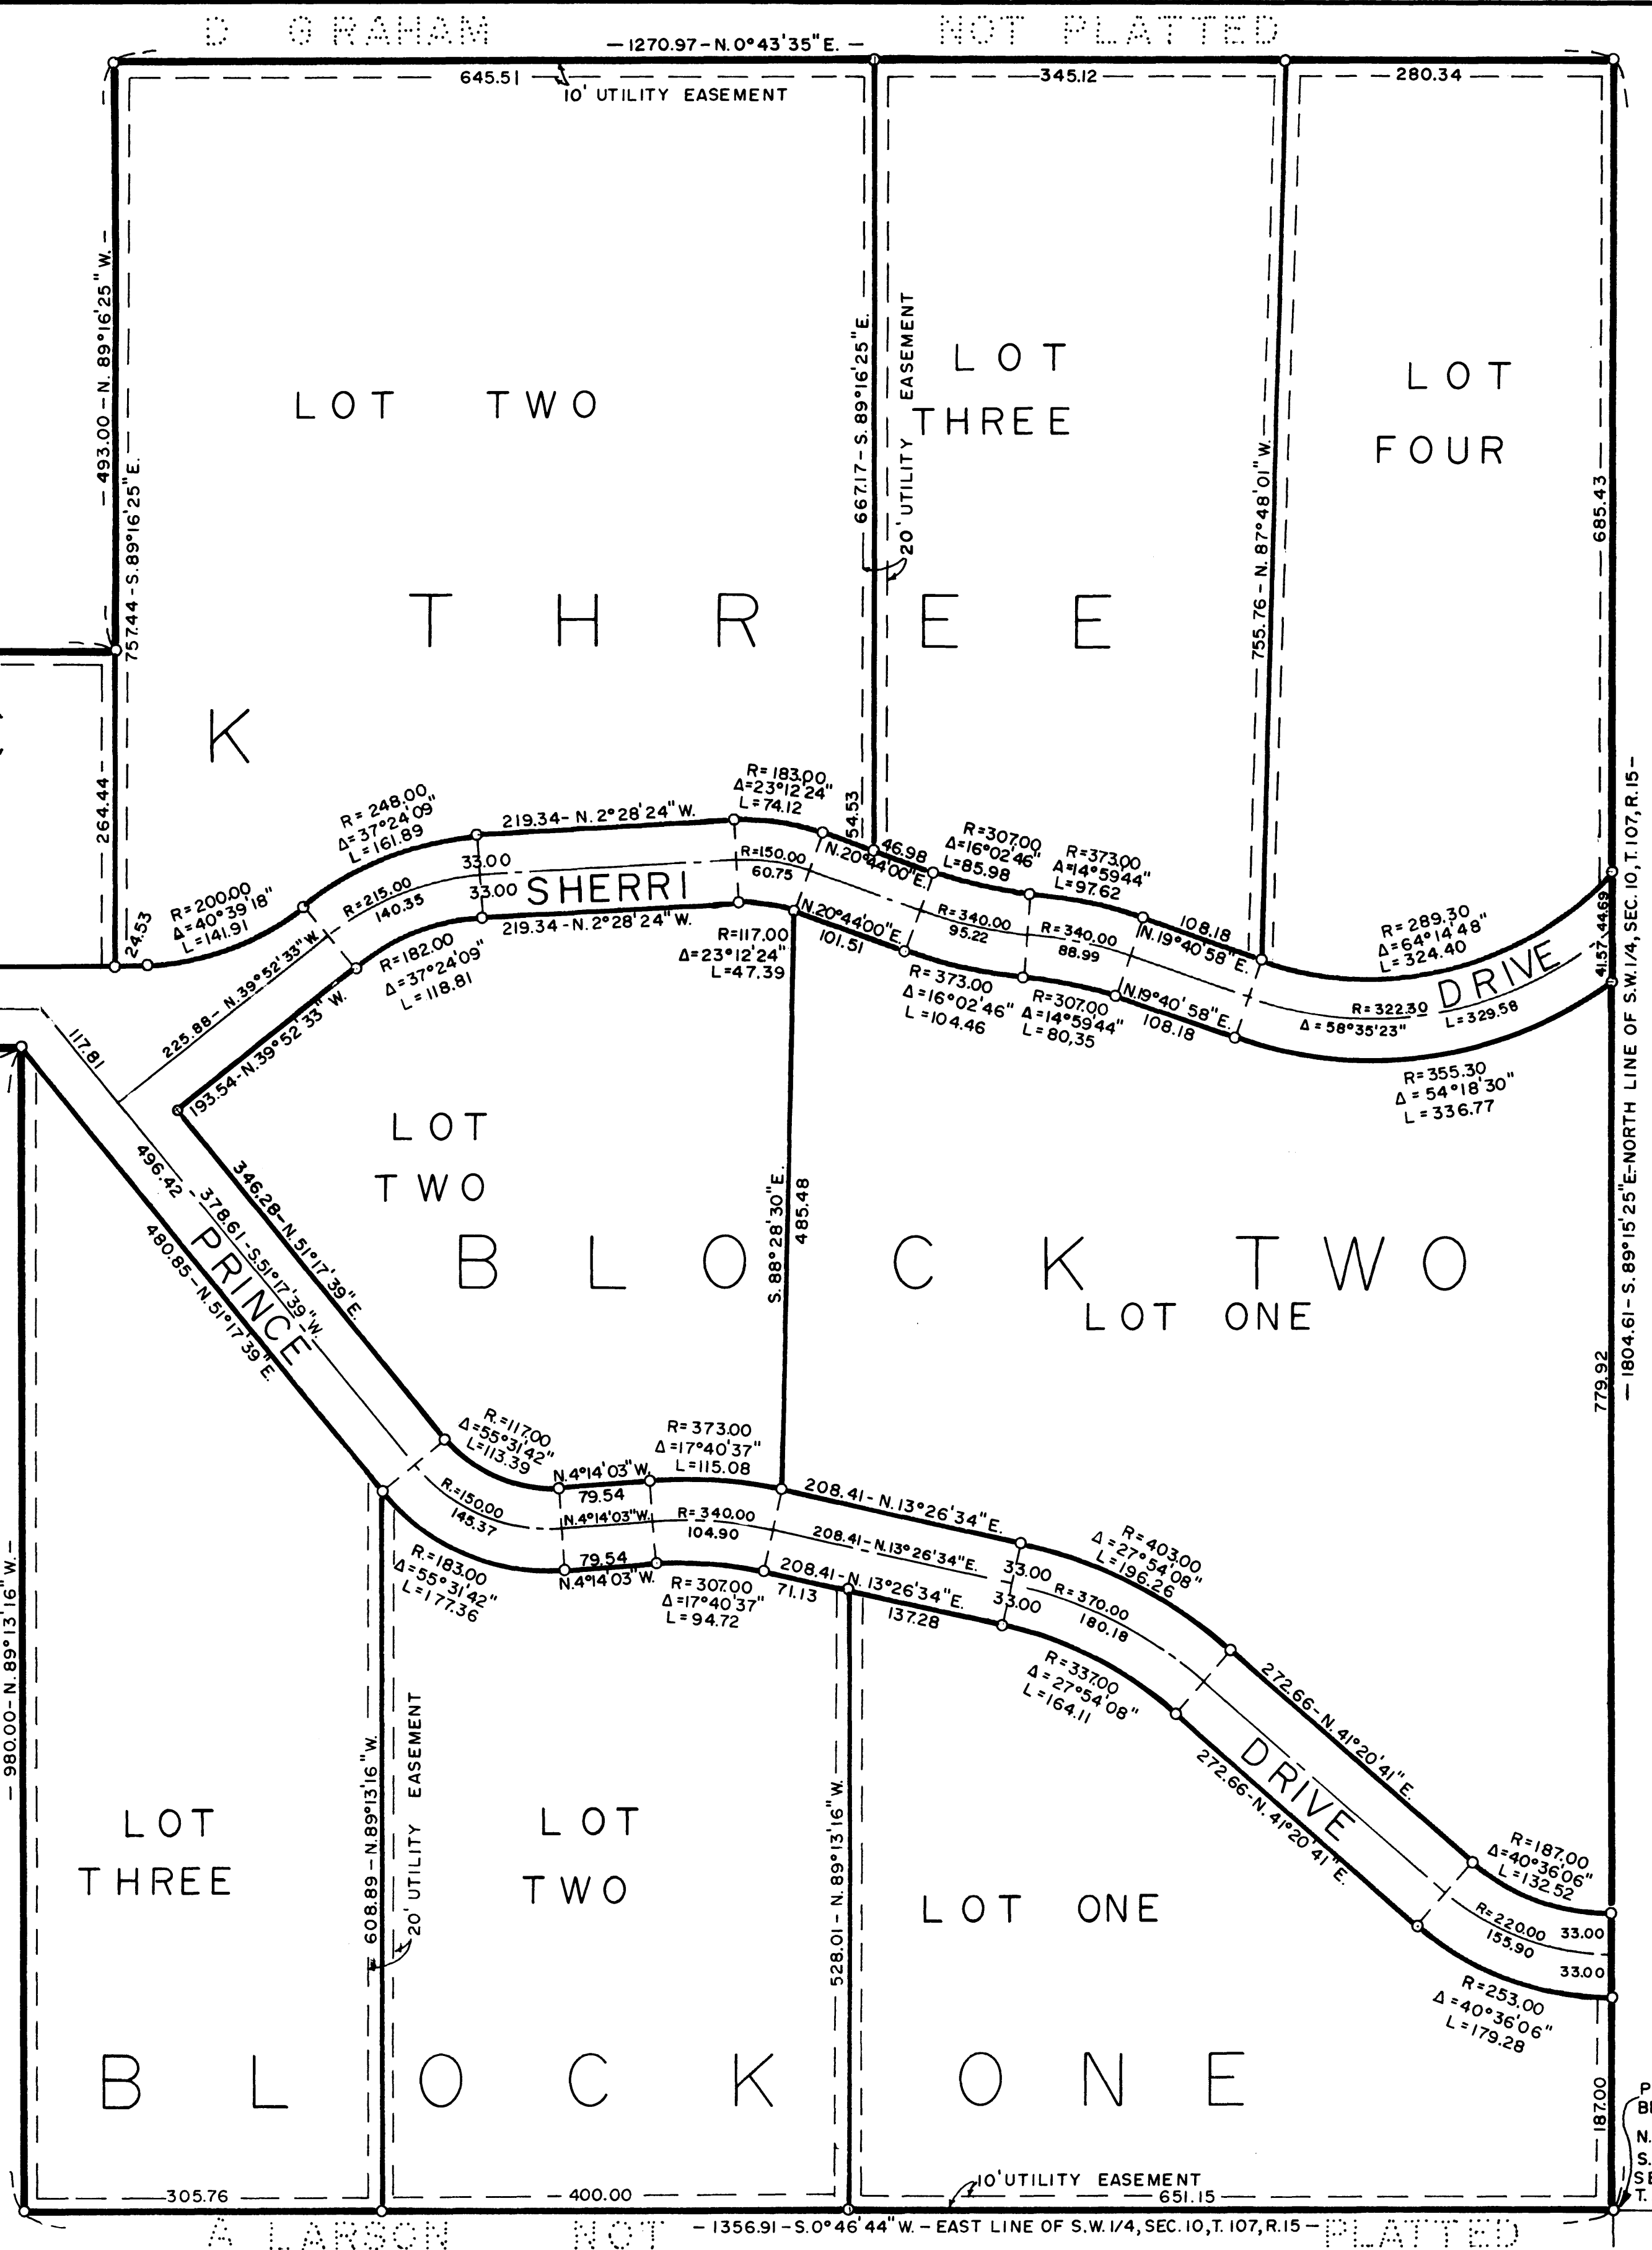 D GRAHAM
NOT PLATTED
— 1270.97 – N. 0°43'35" E. —
645.51
10' UTILITY EASEMENT
345.12
280.34
— 493.00 – N. 89°16'25" W. —
757.44 – S. 89°16'25" E.
264.44
667.17 – S. 89°16'25" E.
20' UTILITY EASEMENT
755.76 – N. 87°48'01" W.
685.43
LOT TWO
LOT
THREE
LOT
FOUR
T H R E E
K
R=183.00
Δ=23°12'24"
L=74.12
54.53
R=248.00
Δ=37°24'09"
L=161.89
219.34 – N. 2°28'24" W.
N. 20°44'00" E.
46.98
R=307.00
Δ=16°02'46"
L=85.98
R=373.00
Δ=14°59'44"
L=97.62
108.18
N. 19°40'58" E.
R=200.00
Δ=40°39'18"
L=141.91
24.53
R=289.30
Δ=64°14'48"
L=324.40
44.69
41.57
33.00
33.00
SHERRI
DRIVE
R=215.00
140.35
R=150.00
60.75
R=340.00
95.22
R=340.00
88.99
R=322.30
Δ=58°35'23"
L=329.58
225.88 – N. 39°52'33" W.
193.54 – N. 39°52'33" W.
R=182.00
Δ=37°24'09"
L=118.81
219.34 – N. 2°28'24" W.
R=117.00
Δ=23°12'24"
L=47.39
N. 20°44'00" E.
101.51
R=373.00
Δ=16°02'46"
L=104.46
R=307.00
Δ=14°59'44"
L=80.35
N. 19°40'58" E.
108.18
R=355.30
Δ=54°18'30"
L=336.77
— 1804.61 – S. 89°15'25" E – NORTH LINE OF S.W. 1/4, SEC. 10, T. 107, R. 15 —
117.81
496.42
378.61 – S. 51°17'39" W.
346.28 – N. 51°17'39" E.
480.85 – N. 51°17'39" E.
PRINCE
LOT
TWO
S. 88°28'30" E.
485.48
BLOCK TWO
LOT ONE
779.92
R.=117.00
Δ=55°31'42"
L=113.39
N. 4°14'03" W.
79.54
R=373.00
Δ=17°40'37"
L=115.08
208.41 – N. 13°26'34" E.
R.=150.00
145.37
N. 4°14'03" W.
R=340.00
104.90
208.41 – N. 13°26'34" E.
R=403.00
Δ=27°54'08"
L=196.26
R.=183.00
Δ=55°31'42"
L=177.36
79.54
N. 4°14'03" W.
R=307.00
Δ=17°40'37"
L=94.72
208.41 – N. 13°26'34" E.
71.13
137.28
33.00
33.00
R=370.00
180.18
R=337.00
Δ=27°54'08"
L=164.11
272.66 – N. 41°20'41" E.
DRIVE
272.66 – N. 41°20'41" E.
R=187.00
Δ=40°36'06"
L=132.52
R=220.00
155.90
33.00
33.00
R=253.00
Δ=40°36'06"
L=179.28
— 980.00 – N. 89°13'16" W. —
608.89 – N. 89°13'16" W.
20' UTILITY EASEMENT
528.01 – N. 89°13'16" W.
LOT
THREE
LOT
TWO
LOT ONE
BLOCK ONE
187.00
305.76
400.00
10' UTILITY EASEMENT
651.15
P
N.
S.
T.
— 1356.91 – S. 0°46'44" W. – EAST LINE OF S.W. 1/4, SEC. 10, T. 107, R. 15 —
A LARSON
NOT
PLATTED